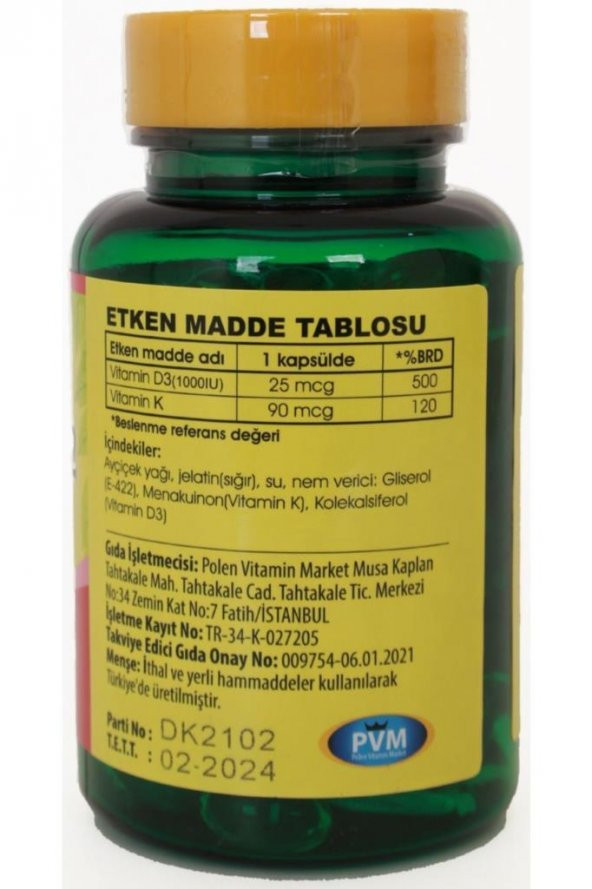 ETKEN MADDE TABLOSU
Etken madde adı 1 kapsülde *%BRD
Vitamin D3(1000IU) 25 mcg 500
Vitamin K 90 mcg 120
*Beslenme referans değeri
İçindekiler:
Ayçiçek yağı, jelatin(sığır), su, nem verici: Gliserol
(E-422), Menakuinon(Vitamin K), Kolekalsiferol
(Vitamin D3)
Gıda İşletmecisi: Polen Vitamin Market Musa Kaplan
Tahtakale Mah. Tahtakale Cad. Tahtakale Tic. Merkezi
No:34 Zemin Kat No:7 Fatih/İSTANBUL
İşletme Kayıt No: TR-34-K-027205
Takviye Edici Gıda Onay No: 009754-06.01.2021
Menşe: İthal ve yerli hammaddeler kullanılarak
Türkiye'de üretilmiştir.
Parti No : DK2102
T.E.T.T. : 02-2024
PVM
Polen Vitamin Market